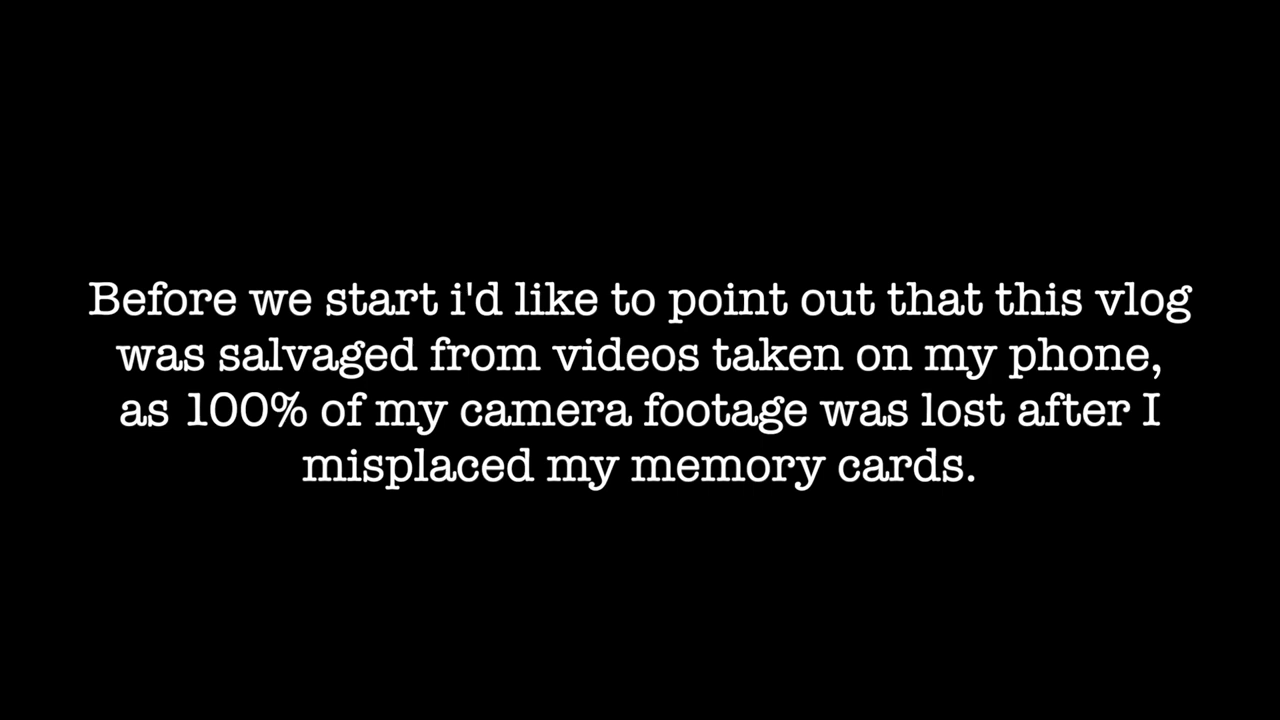 Before we start i'd like to point out that this vlog
was salvaged from videos taken on my phone,
as 100% of my camera footage was lost after I
misplaced my memory cards.